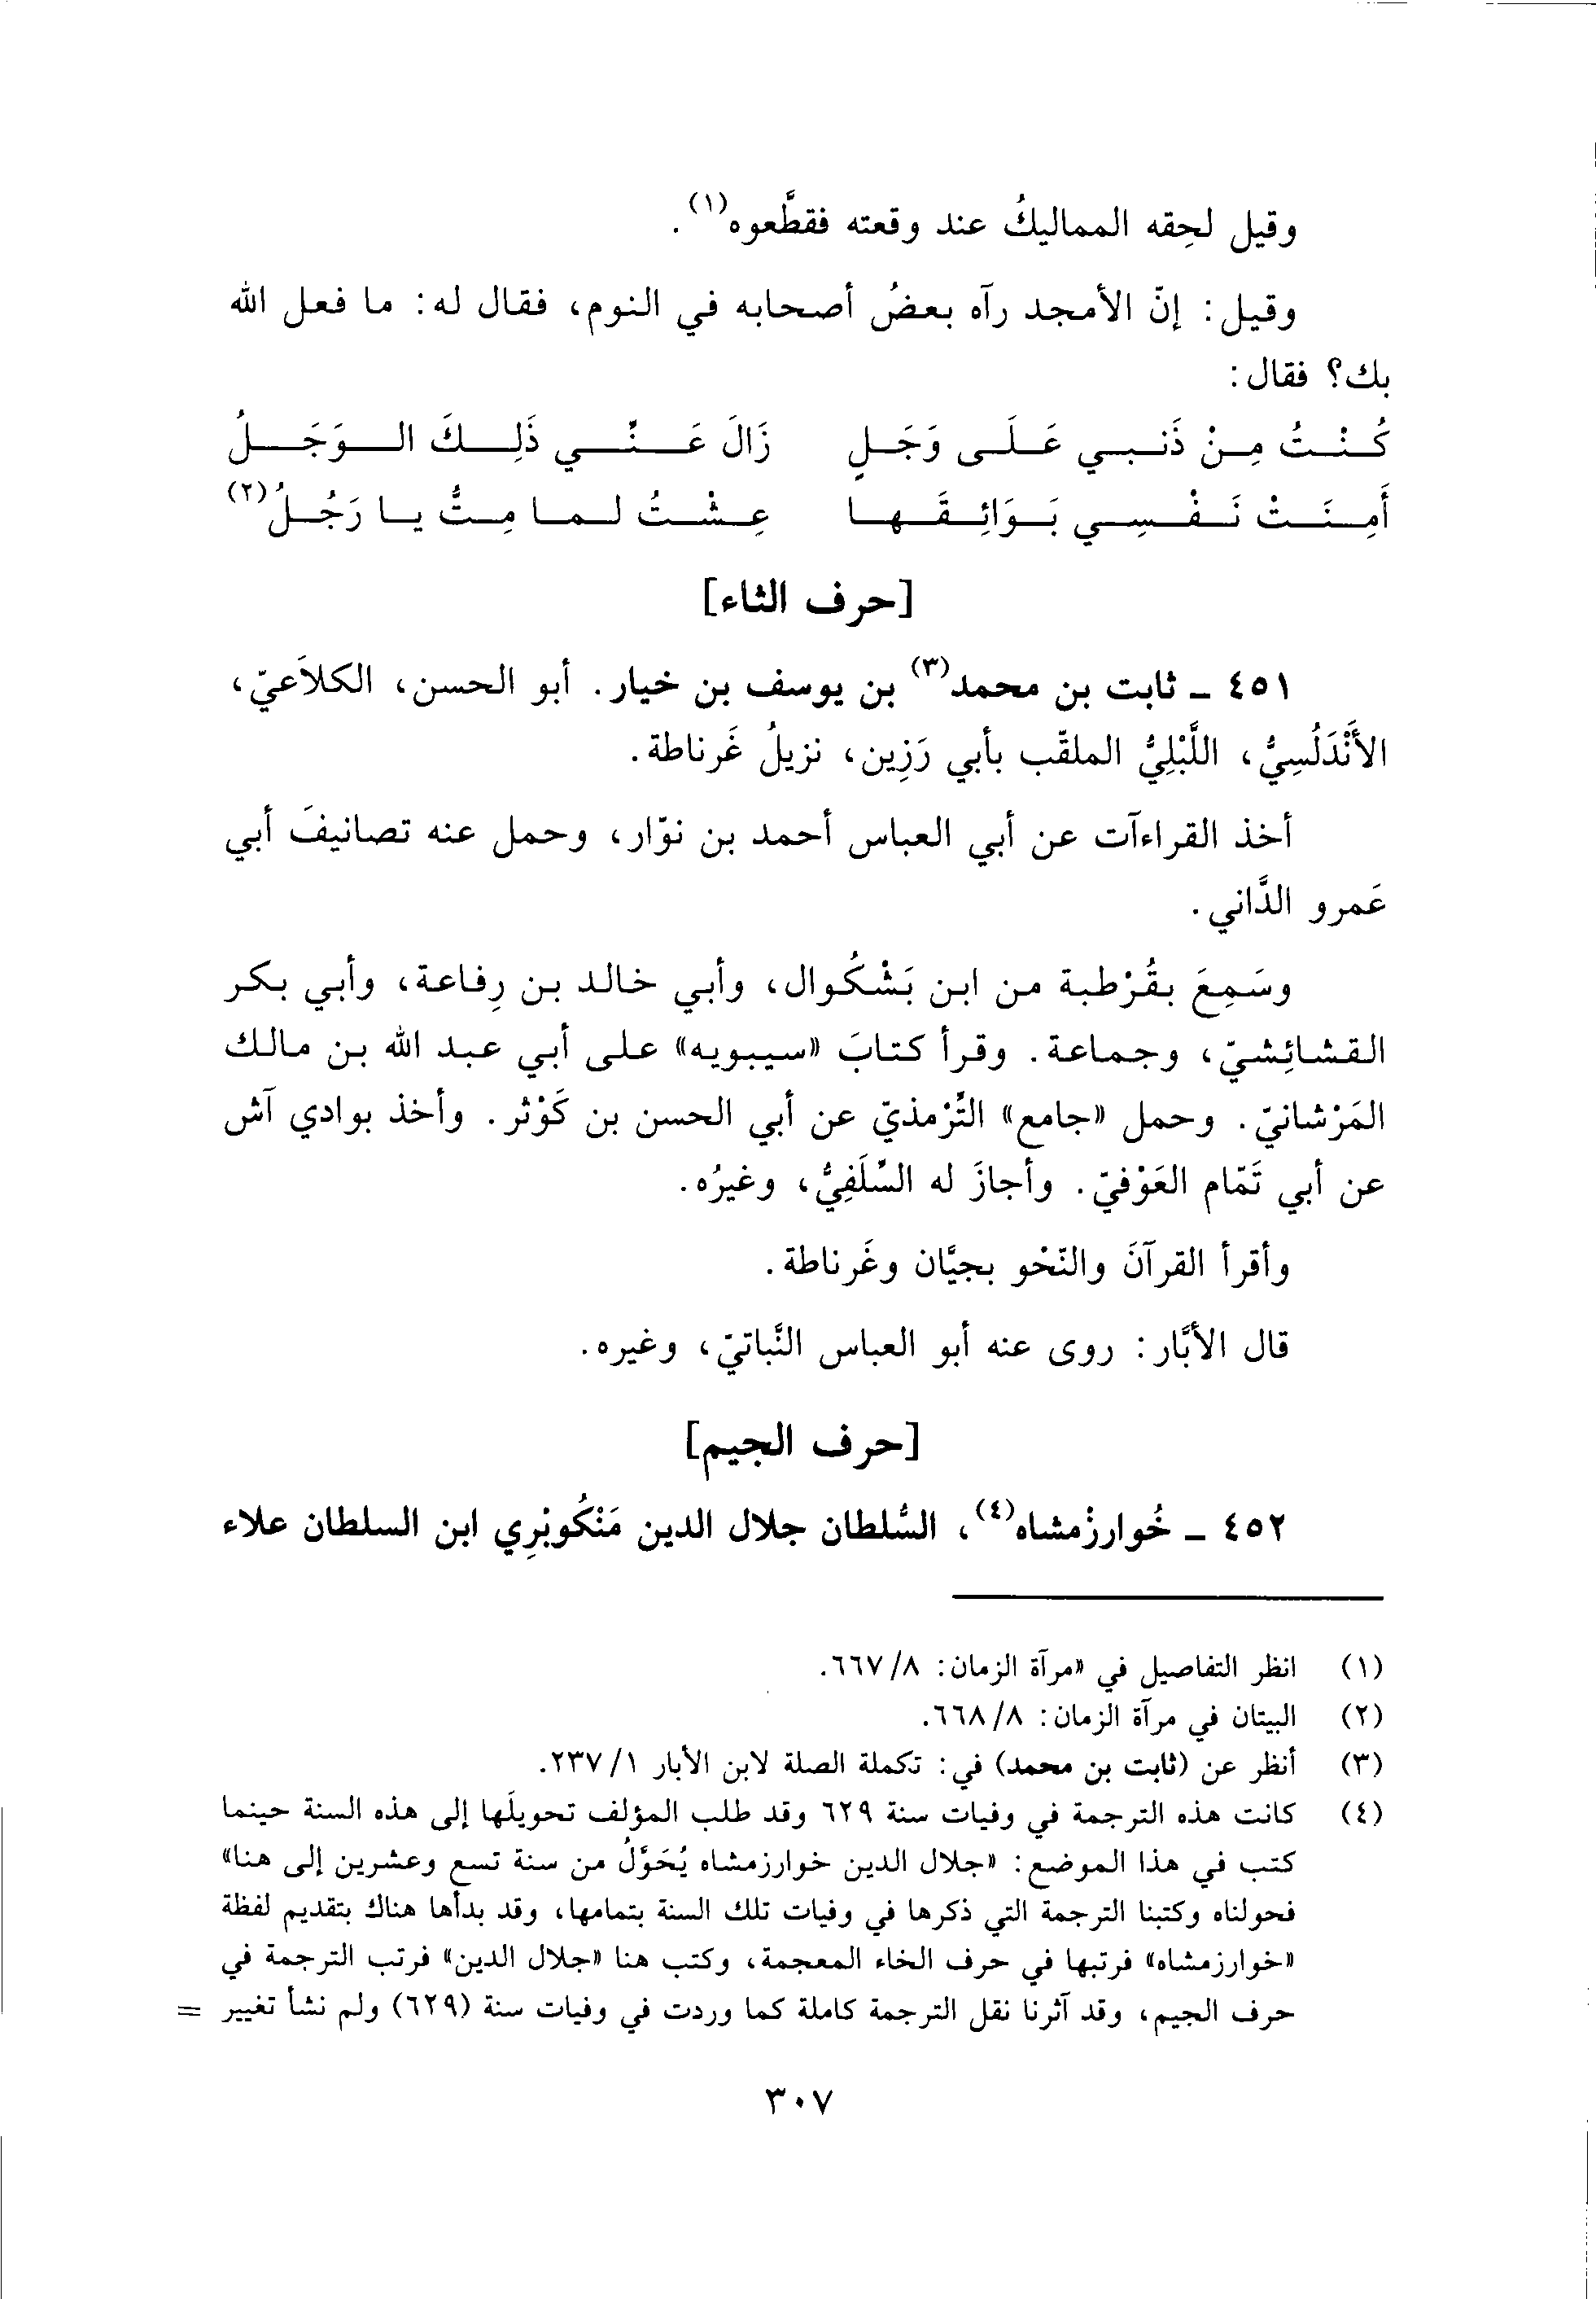 وقيل لحِقه المماليكُ عند وقعته فقطَّعوه(١).
وقيل: إنّ الأمجد رآه بعضُ أصحابه في النوم، فقال له: ما فعل الله
بك؟ فقال:
كُنْتُ مِنْ ذَنبي عَلَى وَجَلٍ زَالَ عَنِّي ذَلِكَ الوَجَلُ
أَمِنَتْ نَفْسِي بَوَائِقَها عِشْتُ لما مِتُّ يا رَجُلُ(٢)
[حرف الثاء]
٤٥١ ـ ثابت بن محمد(٣) بن يوسف بن خيار. أبو الحسن، الكلاَعيّ،
الأَنْدَلُسِيُّ، اللَّبْلِيُّ الملقّب بأبي رَزِين، نزيلُ غَرناطة.
أخذ القراءآت عن أبي العباس أحمد بن نوّار، وحمل عنه تصانيفَ أبي
عَمرو الدَّاني.
وسَمِعَ بقُرْطبة من ابن بَشْكُوال، وأبي خالد بن رِفاعة، وأبي بكر
القشائِشيّ، وجماعة. وقرأ كتابَ «سيبويه» على أبي عبد الله بن مالك
المَرْشانيّ. وحمل «جامع» التِّرْمذيّ عن أبي الحسن بن كَوْثر. وأخذ بوادي آش
عن أبي تَمّام العَوْفيّ. وأجازَ له السِّلَفِيُّ، وغيرُه.
وأقرأ القرآنَ والنّحْو بجيَّان وغَرناطة.
قال الأبَّار: روى عنه أبو العباس النَّباتيّ، وغيره.
[حرف الجيم]
٤٥٢ ـ خُوارزْمشاه(٤)، السُّلطان جلال الدين مَنْكُوبْرِي ابن السلطان علاء
(١) انظر التفاصيل في «مرآة الزمان: ٨/ ٦٦٧.
(٢) البيتان في مرآة الزمان: ٨/ ٦٦٨.
(٣) أنظر عن (ثابت بن محمد) في: تكملة الصلة لابن الأبار ١/ ٢٣٧.
(٤) كانت هذه الترجمة في وفيات سنة ٦٢٩ وقد طلب المؤلف تحويلَها إلى هذه السنة حينما
كتب في هذا الموضع: «جلال الدين خوارزمشاه يُحَوَّلُ من سنة تسع وعشرين إلى هنا»
فحولناه وكتبنا الترجمة التي ذكرها في وفيات تلك السنة بتمامها، وقد بدأها هناك بتقديم لفظة
«خوارزمشاه» فرتبها في حرف الخاء المعجمة، وكتب هنا «جلال الدين» فرتب الترجمة في
حرف الجيم، وقد آثرنا نقل الترجمة كاملة كما وردت في وفيات سنة (٦٢٩) ولم نشأ تغيير =
٣٠٧